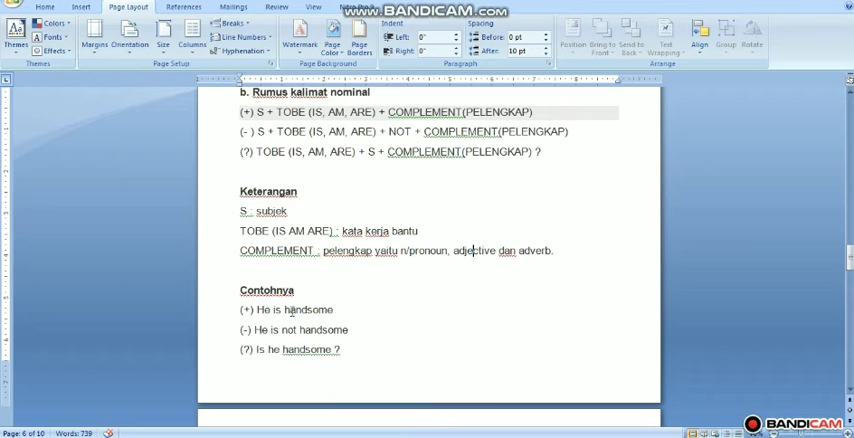 Home
Page Layout
References
Mailings
Review
View
www.BANDICAM.com
Themes
Colors
Fonts
Effects
Themes
Margins
Orientation
Size
Columns
Breaks
Line Numbers
Hyphenation
Page Setup
Watermark
Page Color
Page Borders
Page Background
Indent
Left: 0"
Right: 0"
Spacing
Before: 0 pt
After: 10 pt
Paragraph
Position
Bring to Front
Send to Back
Text Wrapping
Align
Group
Rotate
Arrange
b. Rumus kalimat nominal
(+) S + TOBE (IS, AM, ARE) + COMPLEMENT(PELENGKAP)
(- ) S + TOBE (IS, AM, ARE) + NOT + COMPLEMENT(PELENGKAP)
(?) TOBE (IS, AM, ARE) + S + COMPLEMENT(PELENGKAP) ?
Keterangan
S : subjek
TOBE (IS AM ARE) : kata kerja bantu
COMPLEMENT : pelengkap yaitu n/pronoun, adjective dan adverb.
Contohnya
(+) He is handsome
(-) He is not handsome
(?) Is he handsome ?
Page: 6 of 10
Words: 739
BANDICAM